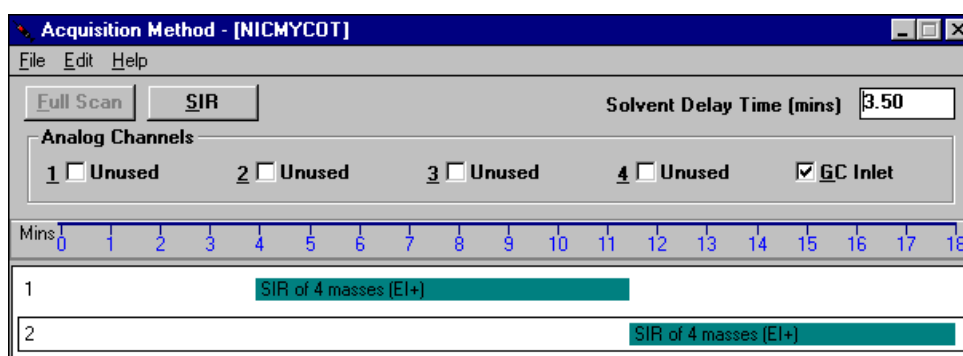 Acquisition Method - [NICMYCOT]
File Edit Help
Full Scan SIR Solvent Delay Time (mins) 3.50
Analog Channels
1 Unused 2 Unused 3 Unused 4 Unused GC Inlet
Mins 0 1 2 3 4 5 6 7 8 9 10 11 12 13 14 15 16 17 18
1 SIR of 4 masses (EI+)
2 SIR of 4 masses (EI+)